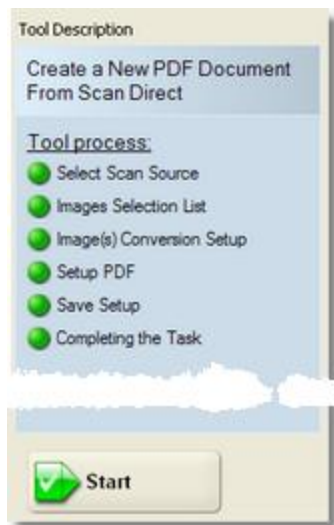 Tool Description
Create a New PDF Document
From Scan Direct
Tool process:
Select Scan Source
Images Selection List
Image(s) Conversion Setup
Setup PDF
Save Setup
Completing the Task
Start